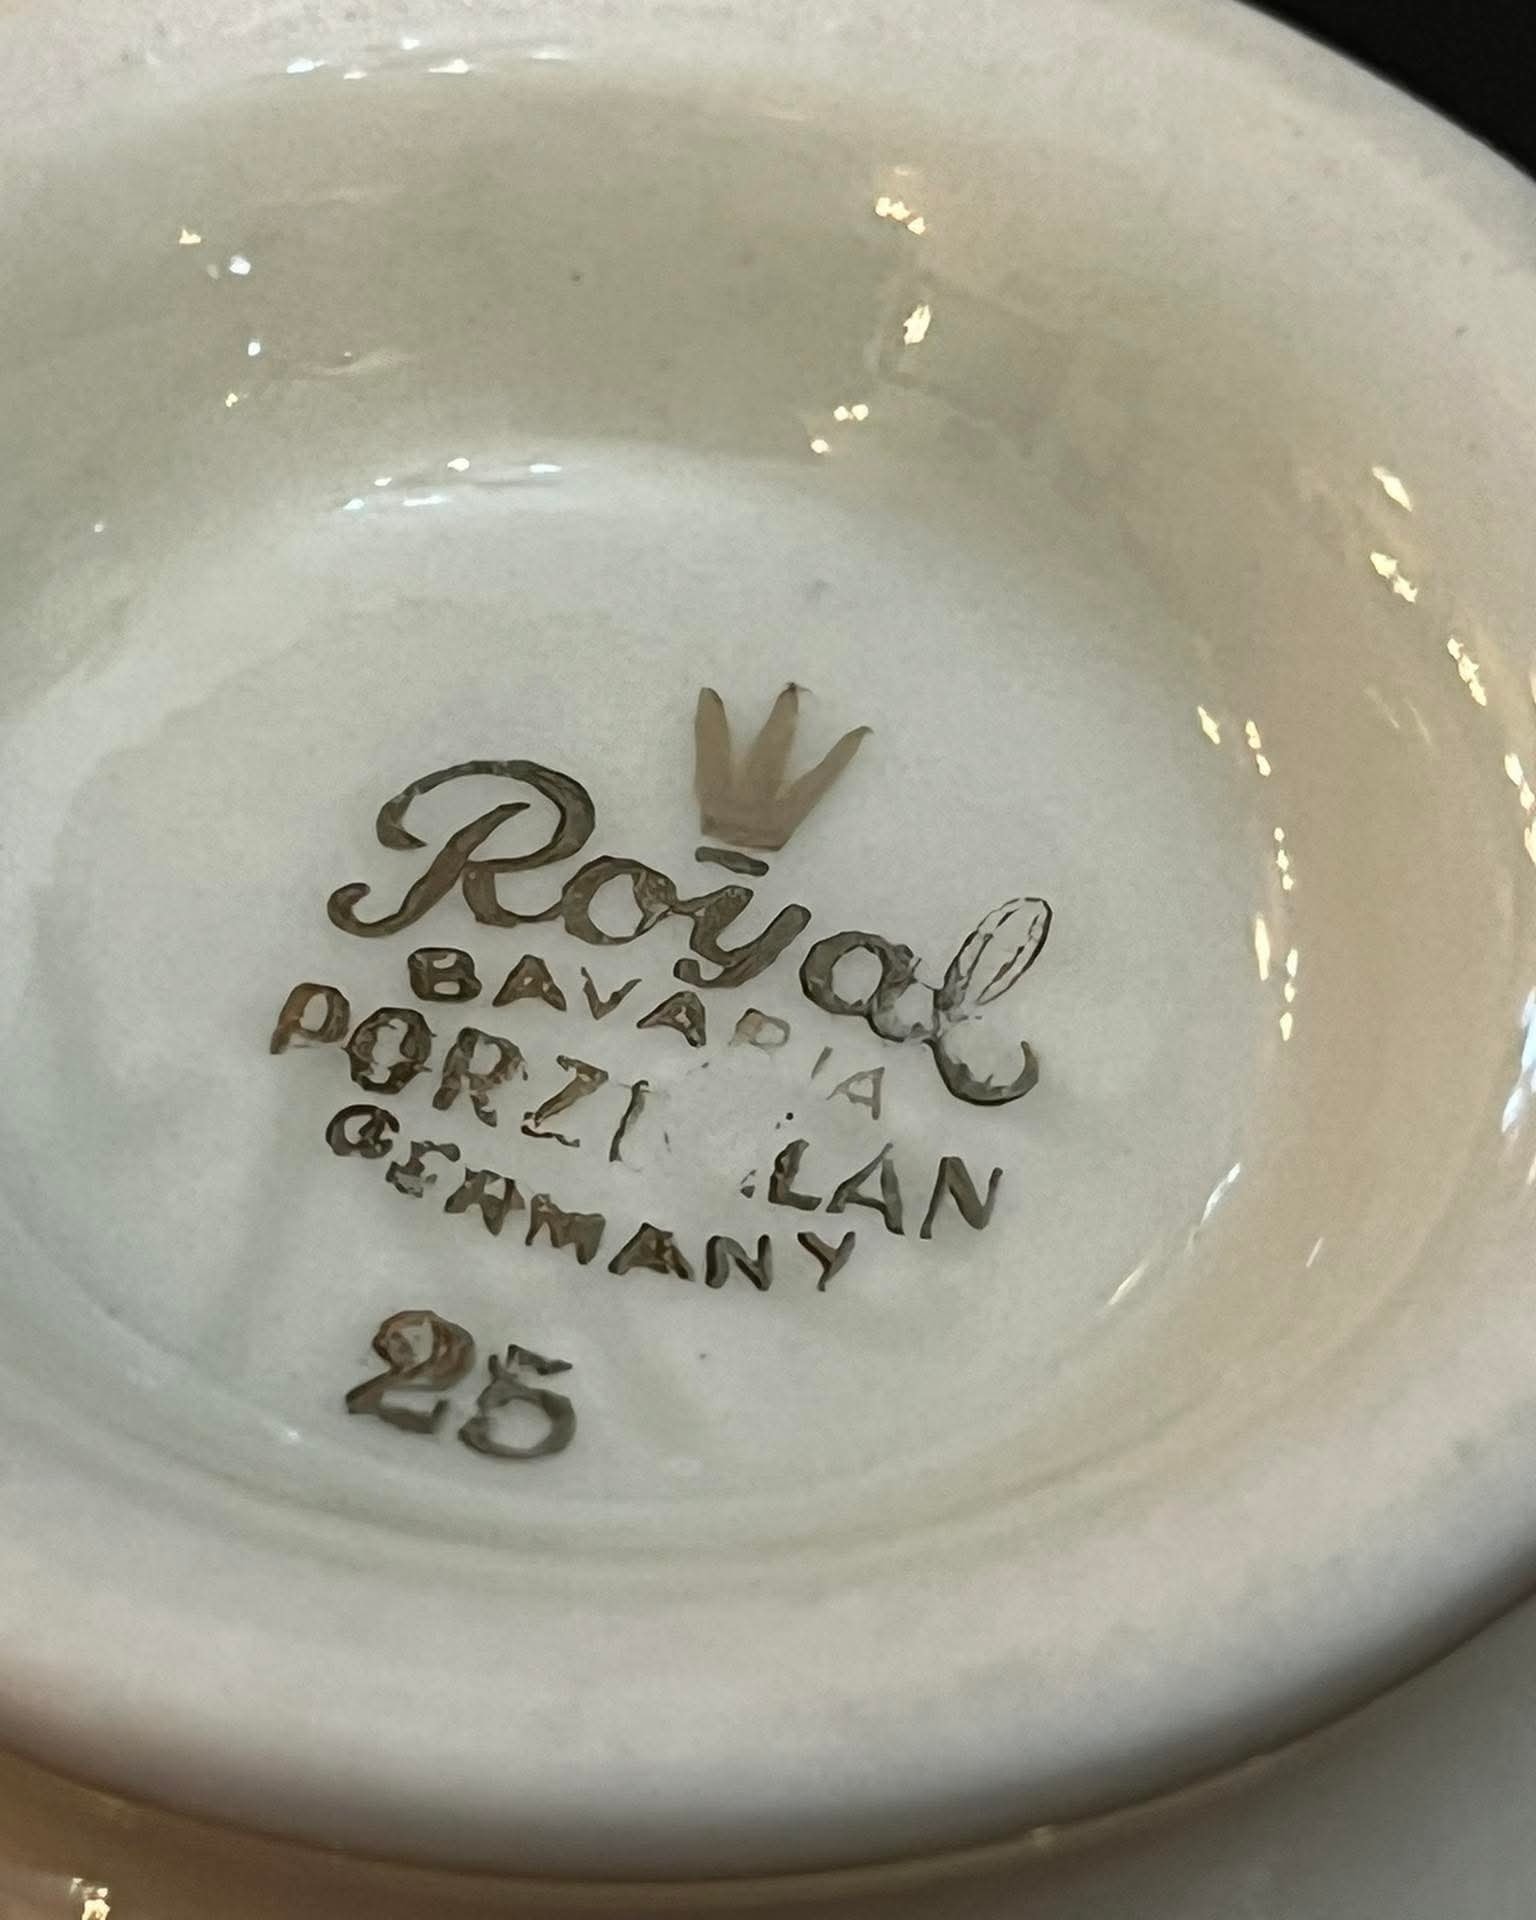 Royal
BAVARIA
PORZELLAN
GERMANY
25